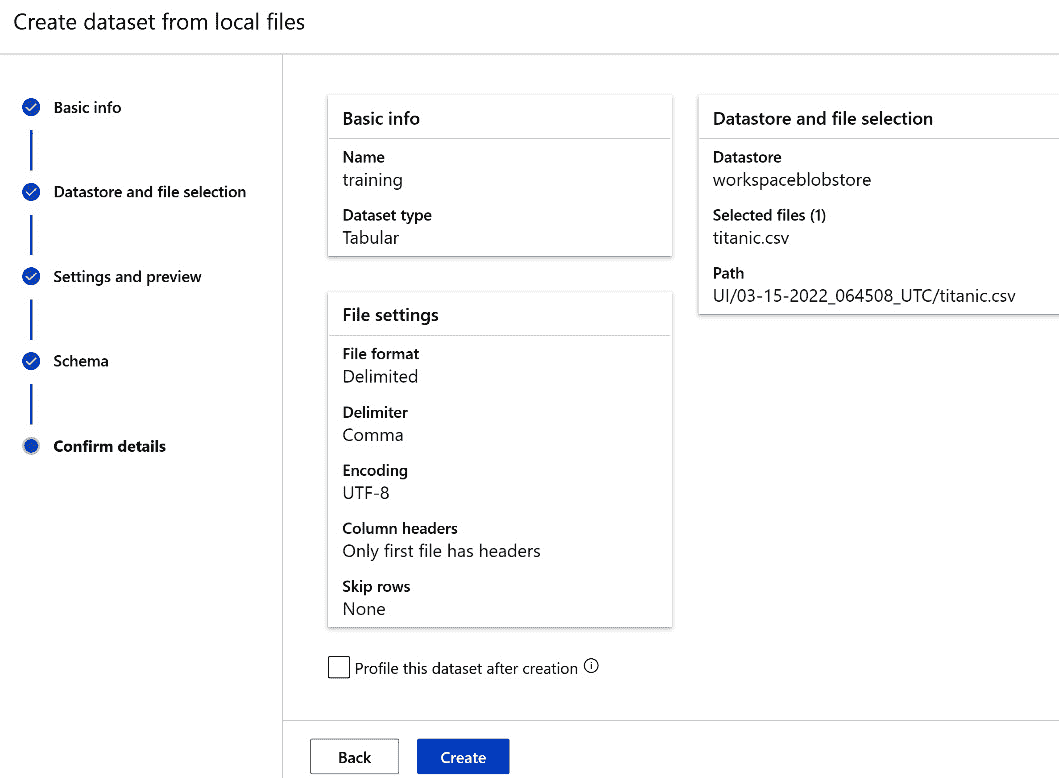 Create dataset from local files
Basic info
Datastore and file selection
Settings and preview
Schema
Confirm details
Basic info
Name
training
Dataset type
Tabular
File settings
File format
Delimited
Delimiter
Comma
Encoding
UTF-8
Column headers
Only first file has headers
Skip rows
None
Profile this dataset after creation
Datastore and file selection
Datastore
workspaceblobstore
Selected files (1)
titanic.csv
Path
UI/03-15-2022_064508_UTC/titanic.csv
Back
Create